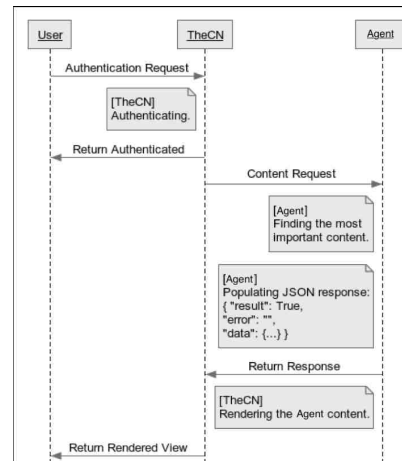 User TheCN Agent
Authentication Request
[TheCN]
Authenticating.
Return Authenticated
Content Request
[Agent]
Finding the most
important content.
[Agent]
Populating JSON response:
{ "result": True,
"error": "",
"data": {...} }
Return Response
[TheCN]
Rendering the Agent content.
Return Rendered View